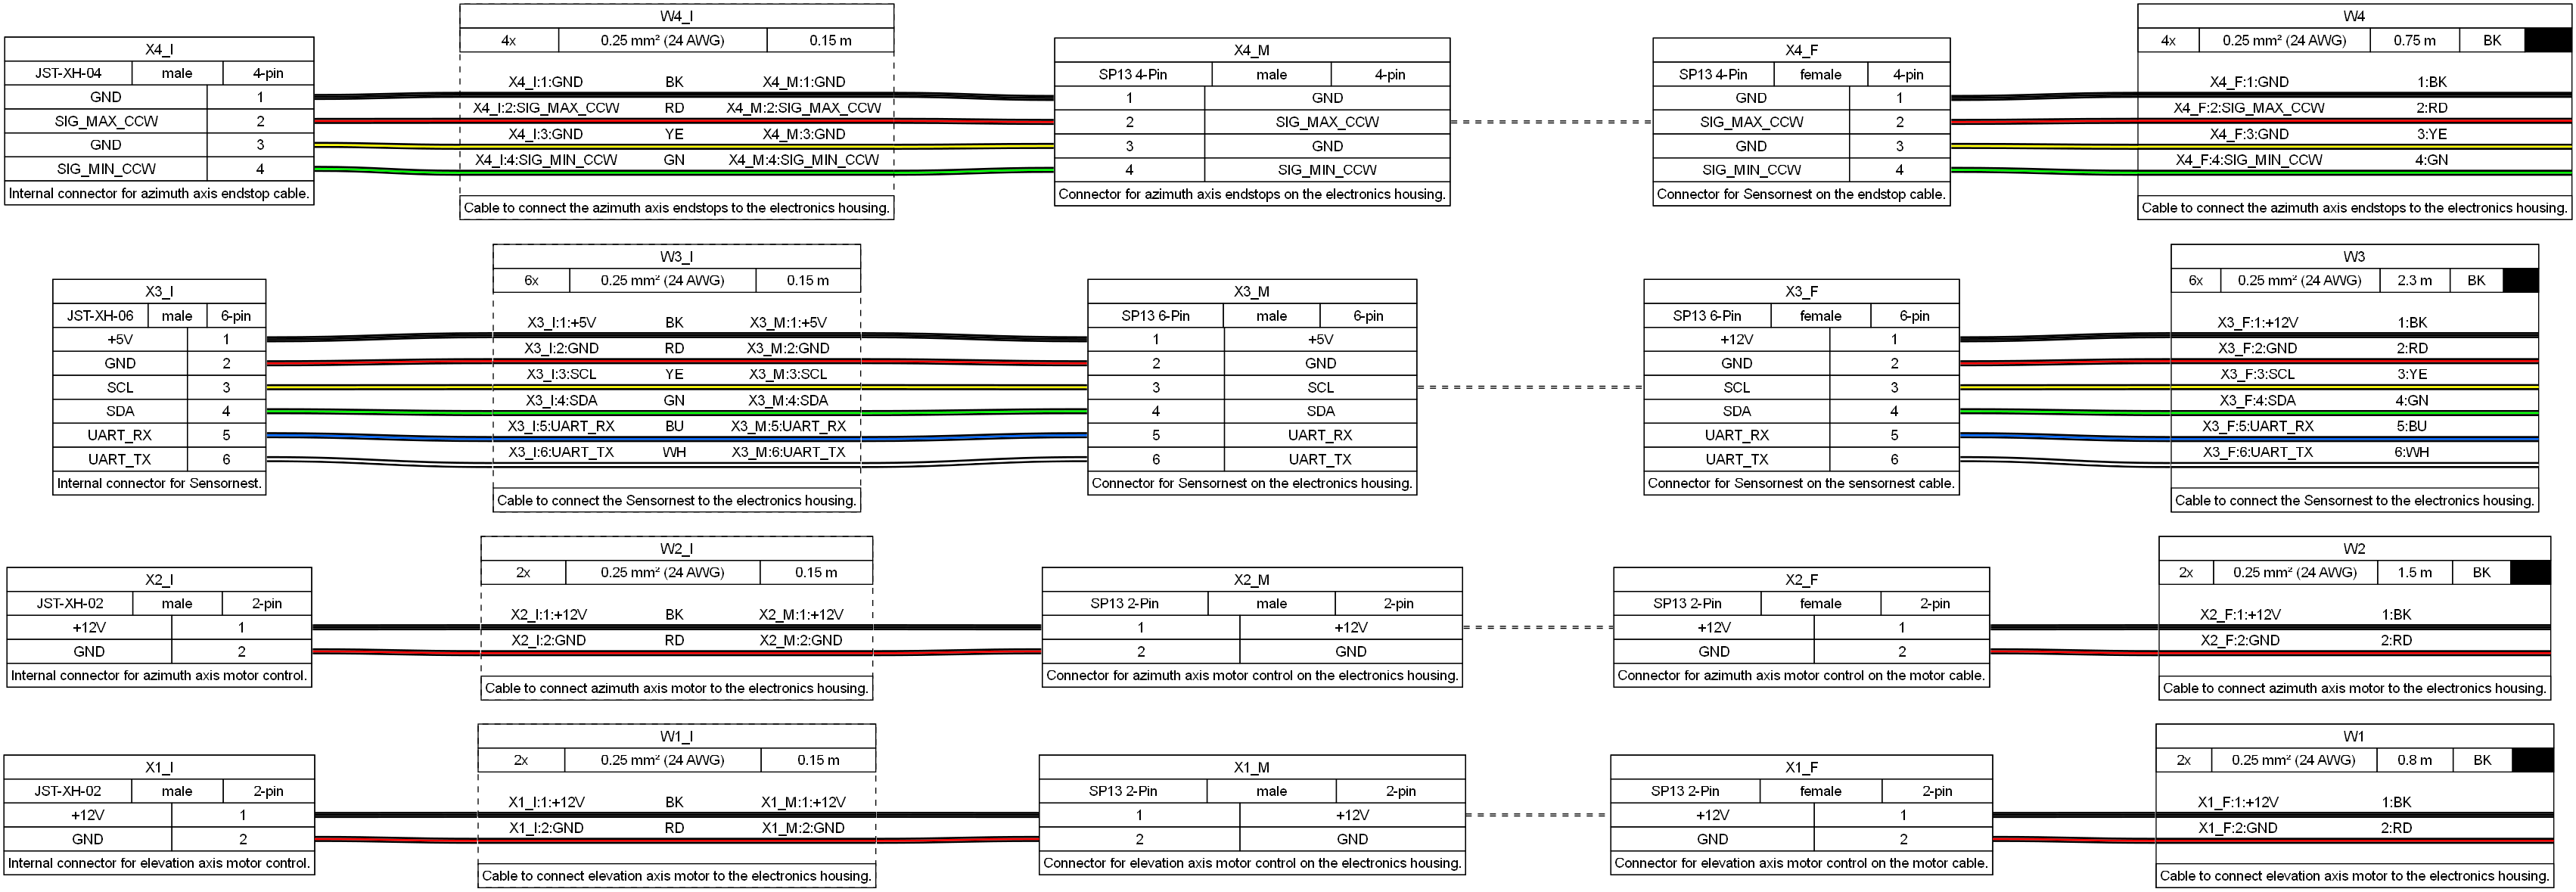 X4_I
JST-XH-04 male 4-pin
GND 1
SIG_MAX_CCW 2
GND 3
SIG_MIN_CCW 4
Internal connector for azimuth axis endstop cable.
W4_I
4x 0.25 mm² (24 AWG) 0.15 m
X4_I:1:GND BK X4_M:1:GND
X4_I:2:SIG_MAX_CCW RD X4_M:2:SIG_MAX_CCW
X4_I:3:GND YE X4_M:3:GND
X4_I:4:SIG_MIN_CCW GN X4_M:4:SIG_MIN_CCW
Cable to connect the azimuth axis endstops to the electronics housing.
X4_M
SP13 4-Pin male 4-pin
1 GND
2 SIG_MAX_CCW
3 GND
4 SIG_MIN_CCW
Connector for azimuth axis endstops on the electronics housing.
X4_F
SP13 4-Pin female 4-pin
GND 1
SIG_MAX_CCW 2
GND 3
SIG_MIN_CCW 4
Connector for Sensornest on the endstop cable.
W4
4x 0.25 mm² (24 AWG) 0.75 m BK
X4_F:1:GND 1:BK
X4_F:2:SIG_MAX_CCW 2:RD
X4_F:3:GND 3:YE
X4_F:4:SIG_MIN_CCW 4:GN
Cable to connect the azimuth axis endstops to the electronics housing.
X3_I
JST-XH-06 male 6-pin
+5V 1
GND 2
SCL 3
SDA 4
UART_RX 5
UART_TX 6
Internal connector for Sensornest.
W3_I
6x 0.25 mm² (24 AWG) 0.15 m
X3_I:1:+5V BK X3_M:1:+5V
X3_I:2:GND RD X3_M:2:GND
X3_I:3:SCL YE X3_M:3:SCL
X3_I:4:SDA GN X3_M:4:SDA
X3_I:5:UART_RX BU X3_M:5:UART_RX
X3_I:6:UART_TX WH X3_M:6:UART_TX
Cable to connect the Sensornest to the electronics housing.
X3_M
SP13 6-Pin male 6-pin
1 +5V
2 GND
3 SCL
4 SDA
5 UART_RX
6 UART_TX
Connector for Sensornest on the electronics housing.
X3_F
SP13 6-Pin female 6-pin
+12V 1
GND 2
SCL 3
SDA 4
UART_RX 5
UART_TX 6
Connector for Sensornest on the sensornest cable.
W3
6x 0.25 mm² (24 AWG) 2.3 m BK
X3_F:1:+12V 1:BK
X3_F:2:GND 2:RD
X3_F:3:SCL 3:YE
X3_F:4:SDA 4:GN
X3_F:5:UART_RX 5:BU
X3_F:6:UART_TX 6:WH
Cable to connect the Sensornest to the electronics housing.
X2_I
JST-XH-02 male 2-pin
+12V 1
GND 2
Internal connector for azimuth axis motor control.
W2_I
2x 0.25 mm² (24 AWG) 0.15 m
X2_I:1:+12V BK X2_M:1:+12V
X2_I:2:GND RD X2_M:2:GND
Cable to connect azimuth axis motor to the electronics housing.
X2_M
SP13 2-Pin male 2-pin
1 +12V
2 GND
Connector for azimuth axis motor control on the electronics housing.
X2_F
SP13 2-Pin female 2-pin
+12V 1
GND 2
Connector for azimuth axis motor control on the motor cable.
W2
2x 0.25 mm² (24 AWG) 1.5 m BK
X2_F:1:+12V 1:BK
X2_F:2:GND 2:RD
Cable to connect azimuth axis motor to the electronics housing.
X1_I
JST-XH-02 male 2-pin
+12V 1
GND 2
Internal connector for elevation axis motor control.
W1_I
2x 0.25 mm² (24 AWG) 0.15 m
X1_I:1:+12V BK X1_M:1:+12V
X1_I:2:GND RD X1_M:2:GND
Cable to connect elevation axis motor to the electronics housing.
X1_M
SP13 2-Pin male 2-pin
1 +12V
2 GND
Connector for elevation axis motor control on the electronics housing.
X1_F
SP13 2-Pin female 2-pin
+12V 1
GND 2
Connector for elevation axis motor control on the motor cable.
W1
2x 0.25 mm² (24 AWG) 0.8 m BK
X1_F:1:+12V 1:BK
X1_F:2:GND 2:RD
Cable to connect elevation axis motor to the electronics housing.